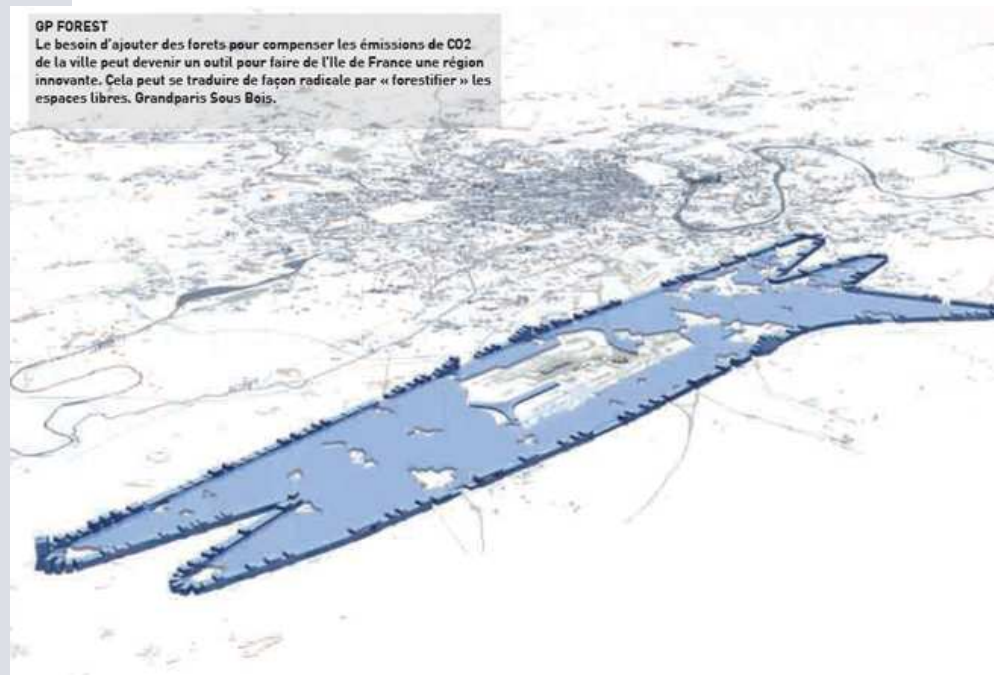 GP FOREST
Le besoin d'ajouter des forets pour compenser les émissions de CO2
de la ville peut devenir un outil pour faire de l'Ile de France une région
innovante. Cela peut se traduire de façon radicale par « forestifier » les
espaces libres. Grandparis Sous Bois.